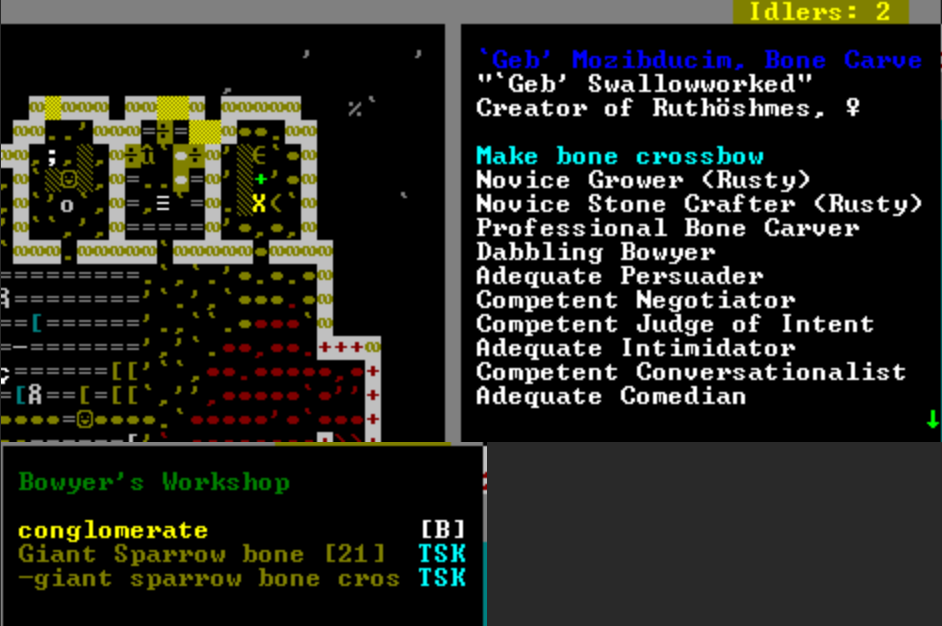 Idlers: 2
`Geb' Mozibducim, Bone Carve
"`Geb' Swallowworked"
Creator of Ruthöshmes, ♀
Make bone crossbow
Novice Grower (Rusty)
Novice Stone Crafter (Rusty)
Professional Bone Carver
Dabbling Bowyer
Adequate Persuader
Competent Negotiator
Competent Judge of Intent
Adequate Intimidator
Competent Conversationalist
Adequate Comedian
Bowyer's Workshop
conglomerate [B]
Giant Sparrow bone [21] TSK
-giant sparrow bone cros TSK